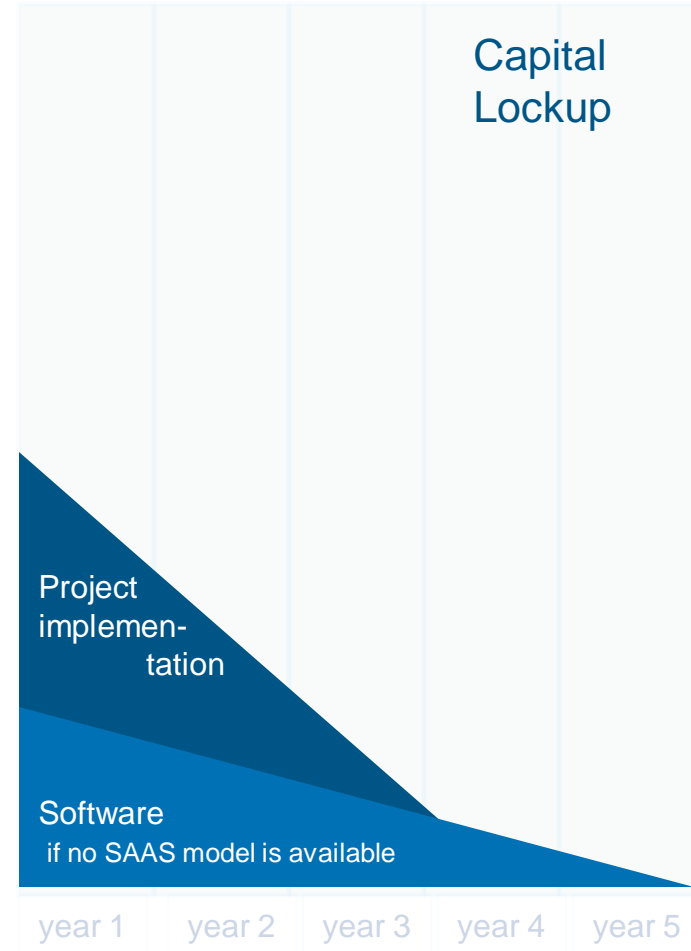 Capital
Lockup
Project
implemen-
tation
Software
if no SAAS model is available
year 1 year 2 year 3 year 4 year 5